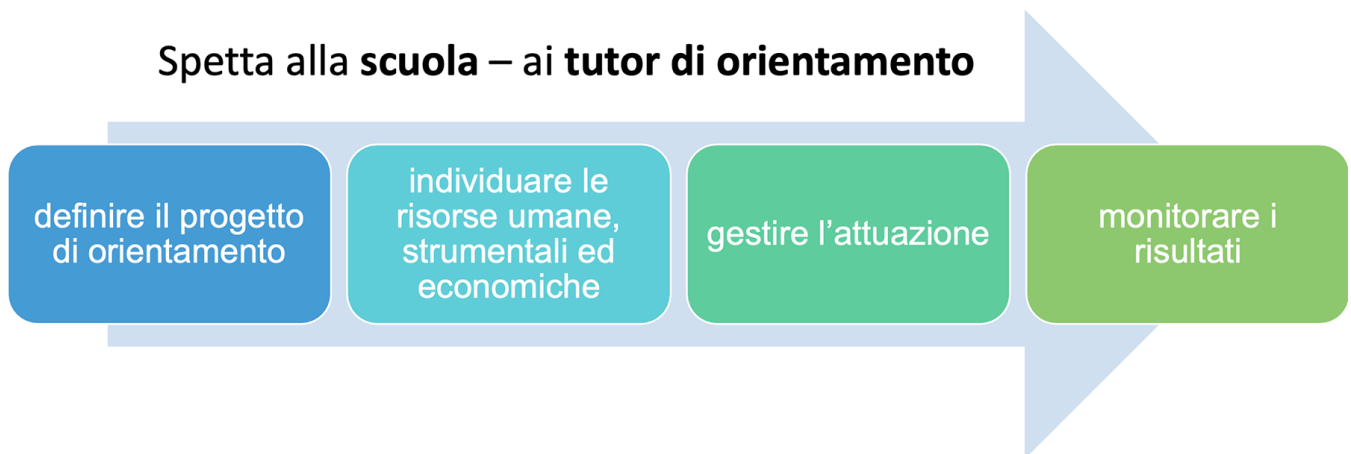 Spetta alla scuola – ai tutor di orientamento
definire il progetto
di orientamento
individuare le
risorse umane,
strumentali ed
economiche
gestire l’attuazione
monitorare i
risultati